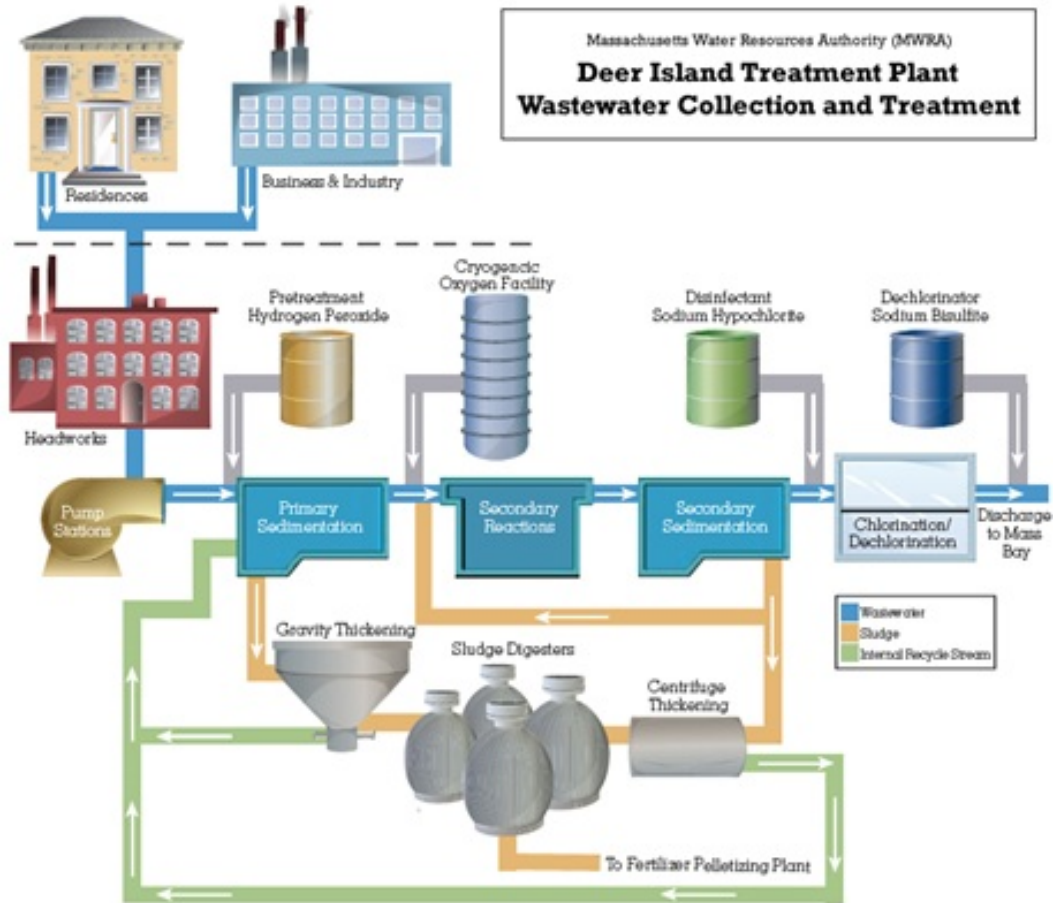 Massachusetts Water Resources Authority (MWRA)
Deer Island Treatment Plant
Wastewater Collection and Treatment
Residences
Business & Industry
Pretreatment
Hydrogen Peroxide
Cryogencic
Oxygen Facility
Disinfectant
Sodium Hypochlorite
Dechlorinator
Sodium Bisulfite
Headworks
Pump
Stations
Primary
Sedimentation
Secondary
Reactions
Secondary
Sedimentation
Chlorination/
Dechlorination
Discharge
to Mass
Bay
Wastewater
Sludge
Internal Recycle Stream
Gravity Thickening
Sludge Digesters
Centrifuge
Thickening
To Fertilizer Pelletizing Plant